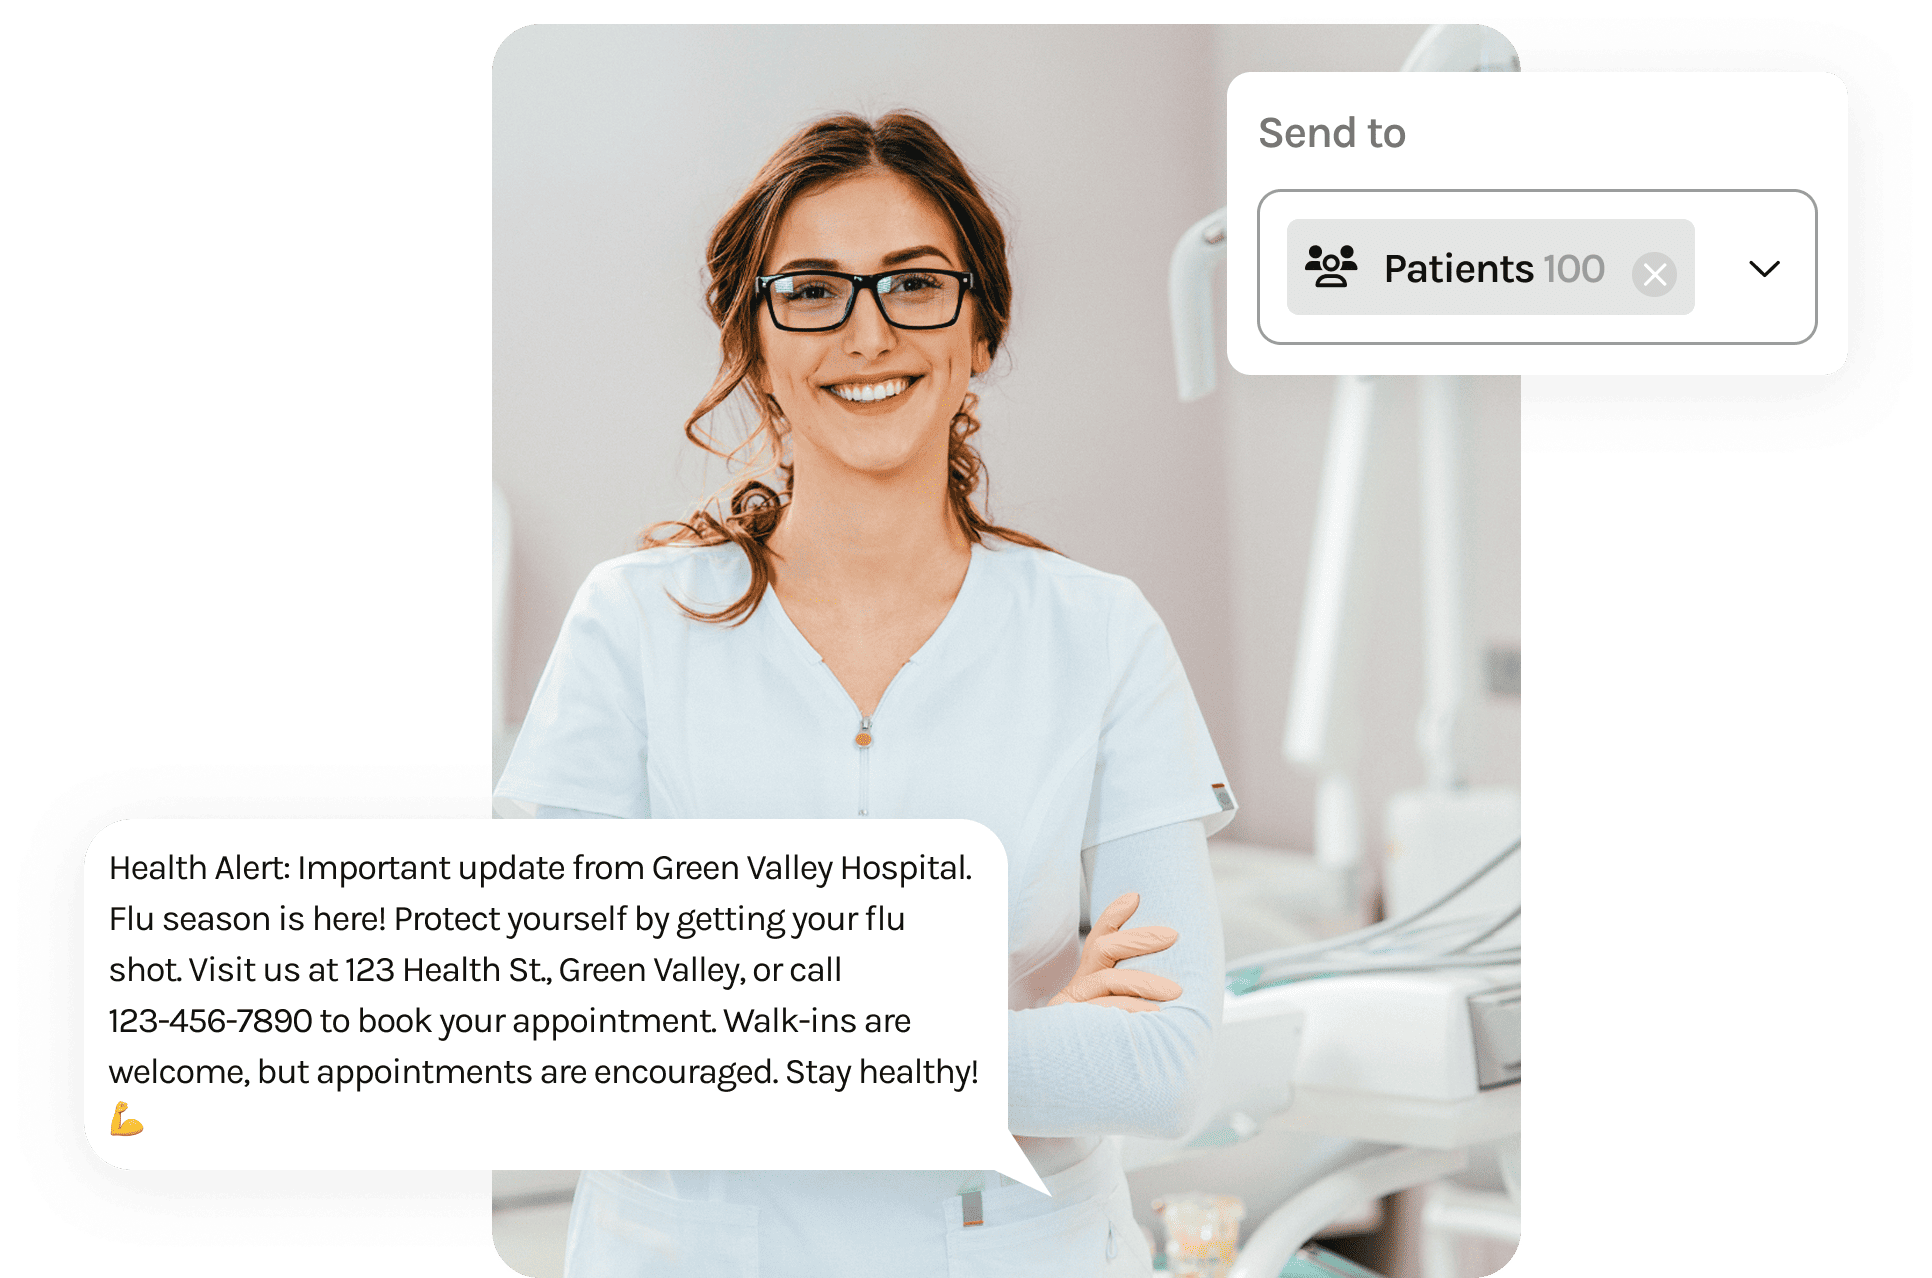 Send to
Patients 100
Health Alert: Important update from Green Valley Hospital.
Flu season is here! Protect yourself by getting your flu
shot. Visit us at 123 Health St., Green Valley, or call
123-456-7890 to book your appointment. Walk-ins are
welcome, but appointments are encouraged. Stay healthy!
💪